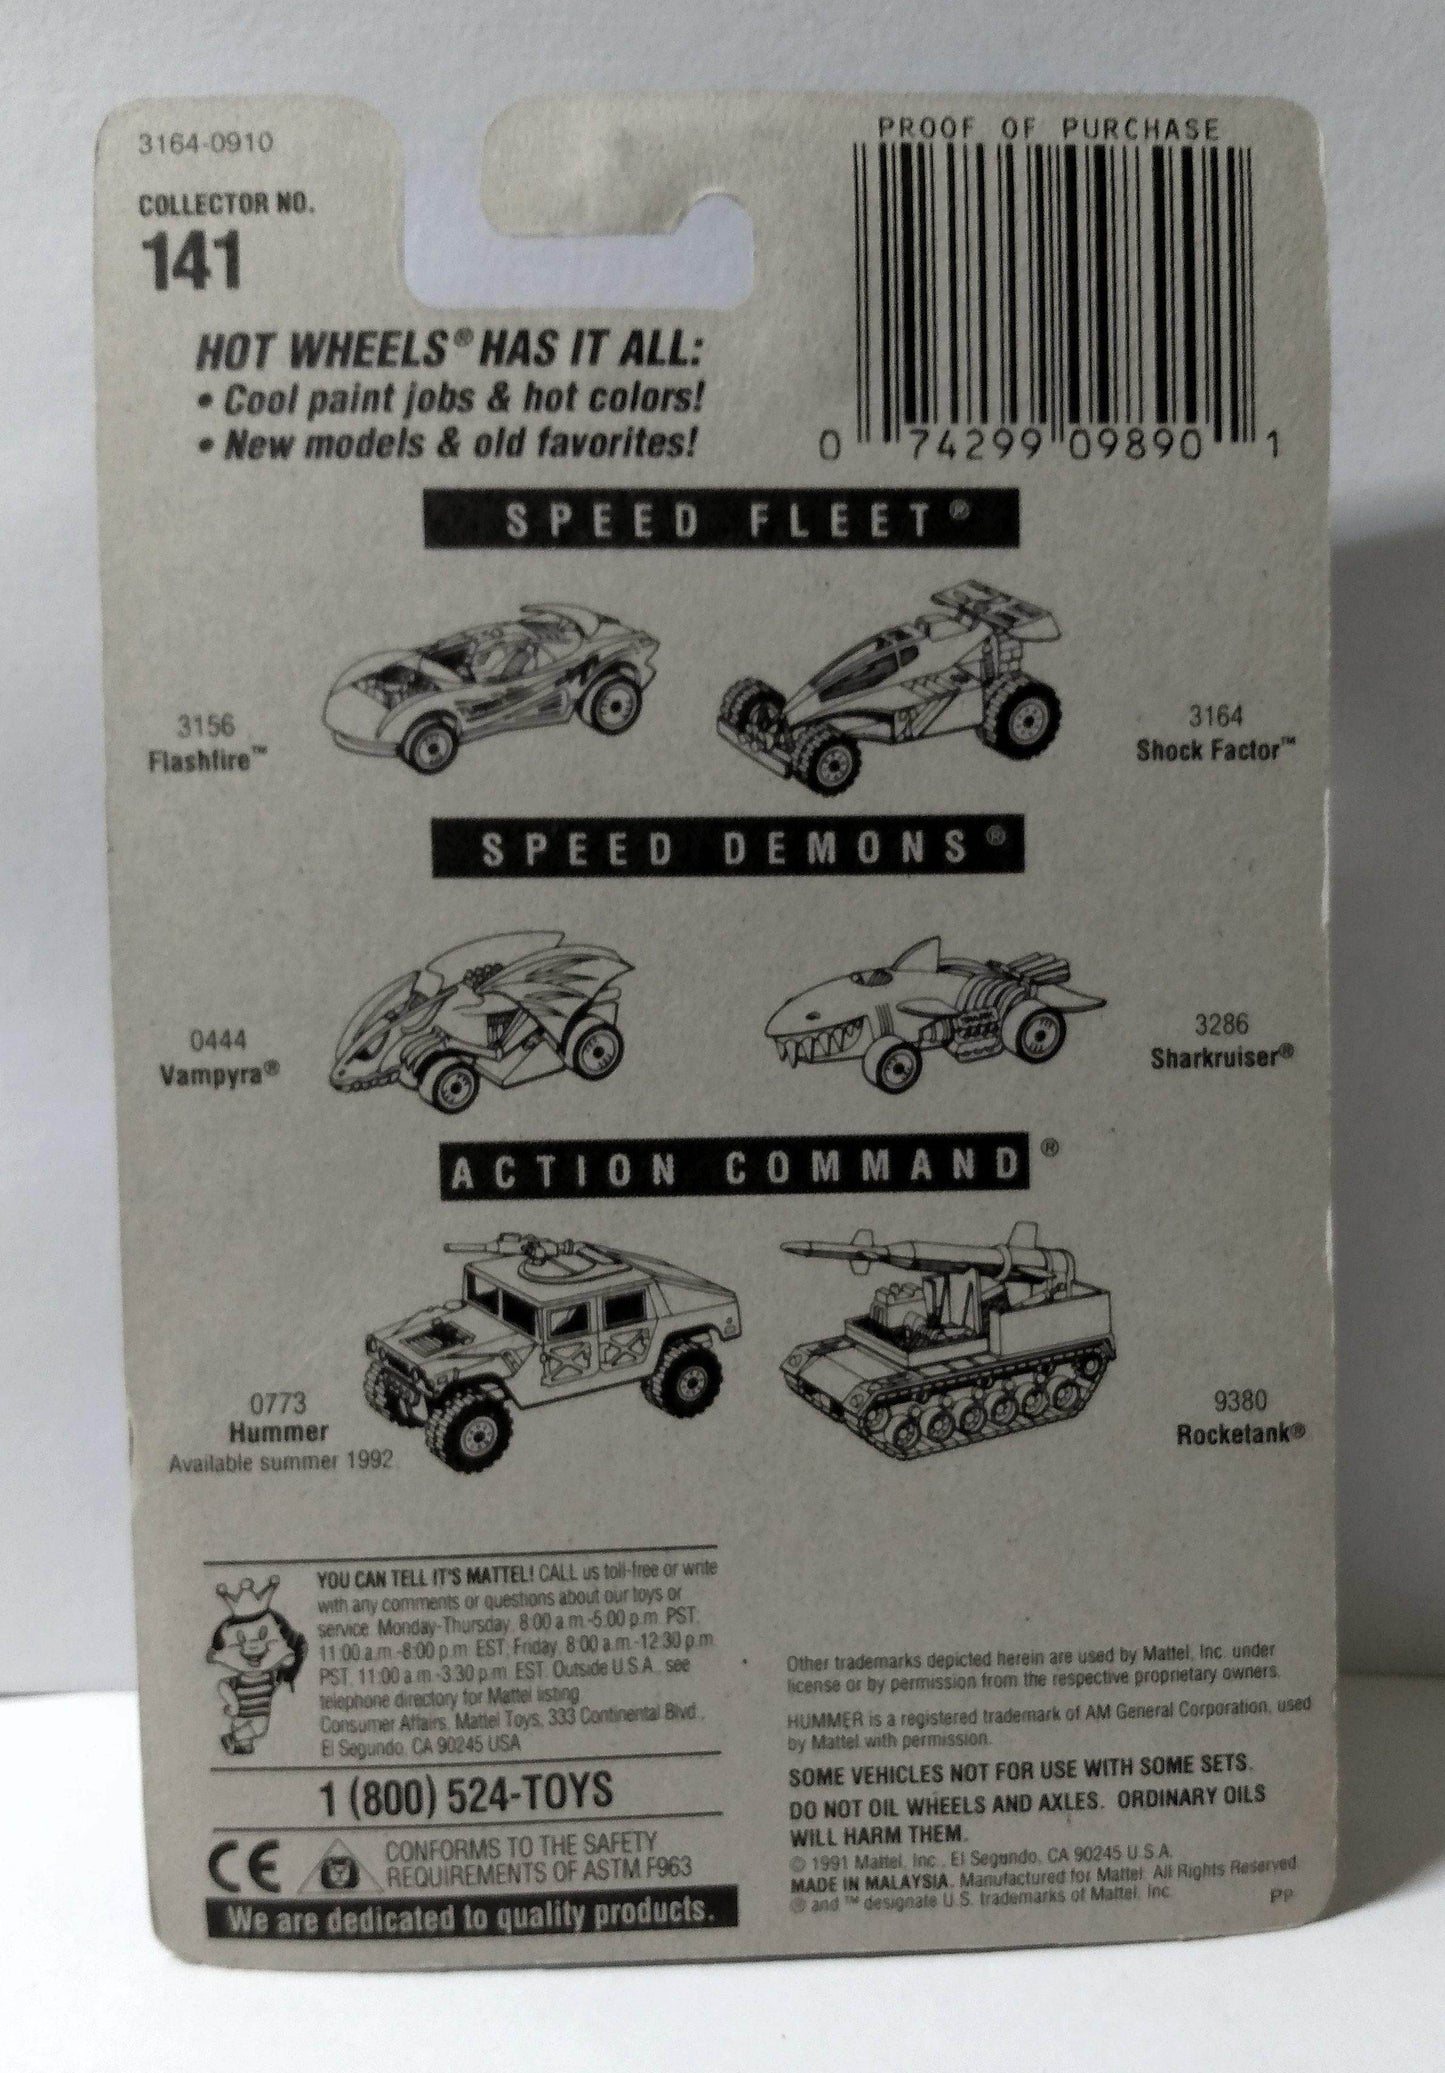 3164-0910
COLLECTOR NO.
141
PROOF OF PURCHASE
0 74299 09890 1
HOT WHEELS® HAS IT ALL:
• Cool paint jobs & hot colors!
• New models & old favorites!
SPEED FLEET®
3156
Flashfire™
3164
Shock Factor™
SPEED DEMONS®
0444
Vampyra®
3286
Sharkruiser®
ACTION COMMAND®
0773
Hummer
Available summer 1992
9380
Rocketank®
YOU CAN TELL IT'S MATTEL! CALL us toll-free or write
with any comments or questions about our toys or
service. Monday-Thursday, 8:00 a.m.-5:00 p.m. PST,
11:00 a.m.-8:00 p.m. EST; Friday, 8:00 a.m.-12:30 p.m.
PST, 11:00 a.m.-3:30 p.m. EST. Outside U.S.A., see
telephone directory for Mattel listing.
Consumer Affairs, Mattel Toys, 333 Continental Blvd.,
El Segundo, CA 90245 USA
1 (800) 524-TOYS
CE
CONFORMS TO THE SAFETY
REQUIREMENTS OF ASTM F963
We are dedicated to quality products.
Other trademarks depicted herein are used by Mattel, Inc. under
license or by permission from the respective proprietary owners.
HUMMER is a registered trademark of AM General Corporation, used
by Mattel with permission.
SOME VEHICLES NOT FOR USE WITH SOME SETS.
DO NOT OIL WHEELS AND AXLES. ORDINARY OILS
WILL HARM THEM.
© 1991 Mattel, Inc., El Segundo, CA 90245 U.S.A.
MADE IN MALAYSIA. Manufactured for Mattel. All Rights Reserved.
® and ™ designate U.S. trademarks of Mattel, Inc.
PP